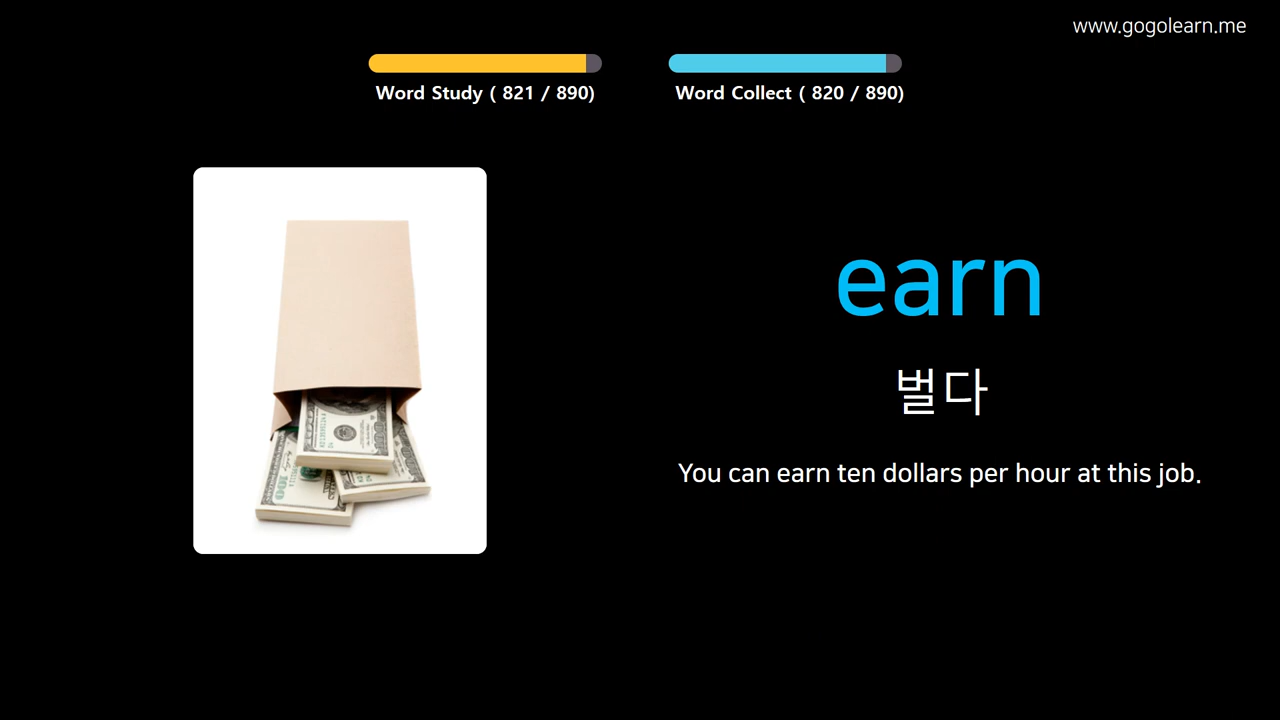 www.gogolearn.me
Word Study ( 821 / 890)
Word Collect ( 820 / 890)
earn
벌다
You can earn ten dollars per hour at this job.
100